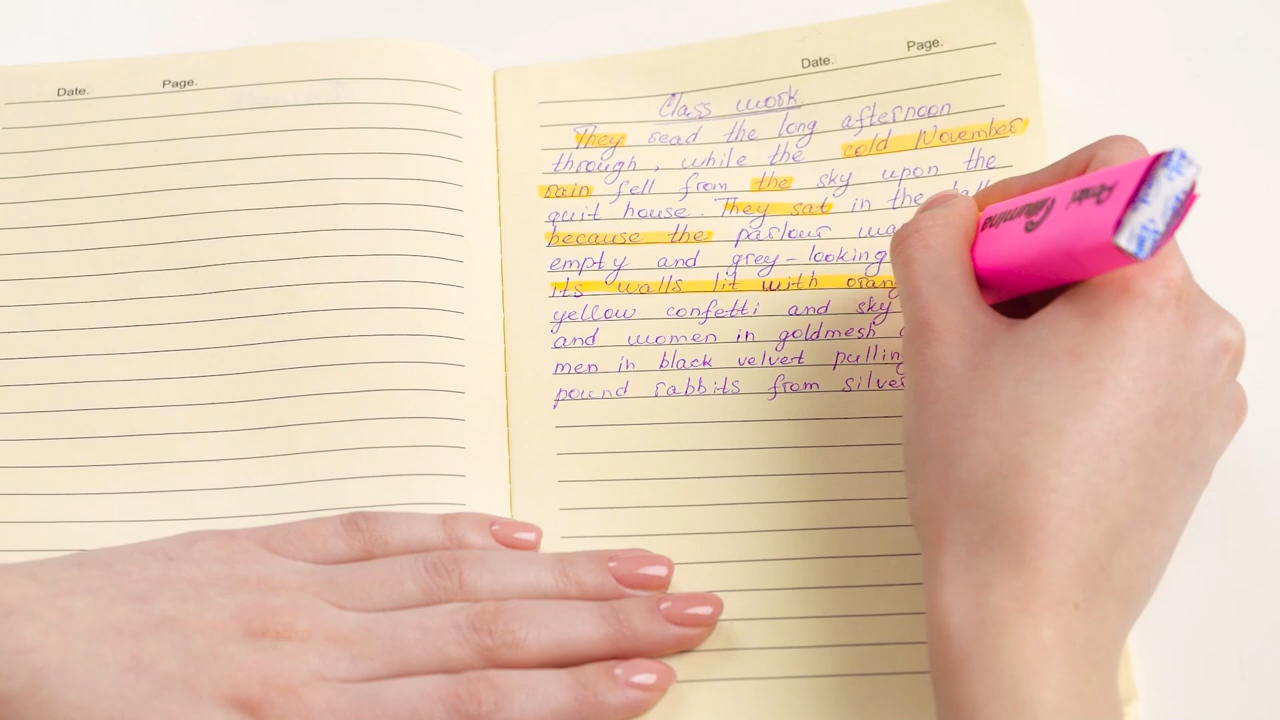 Date. Page.
Date. Page.
Class work
They read the long afternoon
through, while the cold November
rain fell from the sky upon the
quit house. They sat in the
because the parlour
empty and grey-looking
its walls lit with
yellow confetti and sky
and women in goldmesh
men in black velvet
pound rabbits from